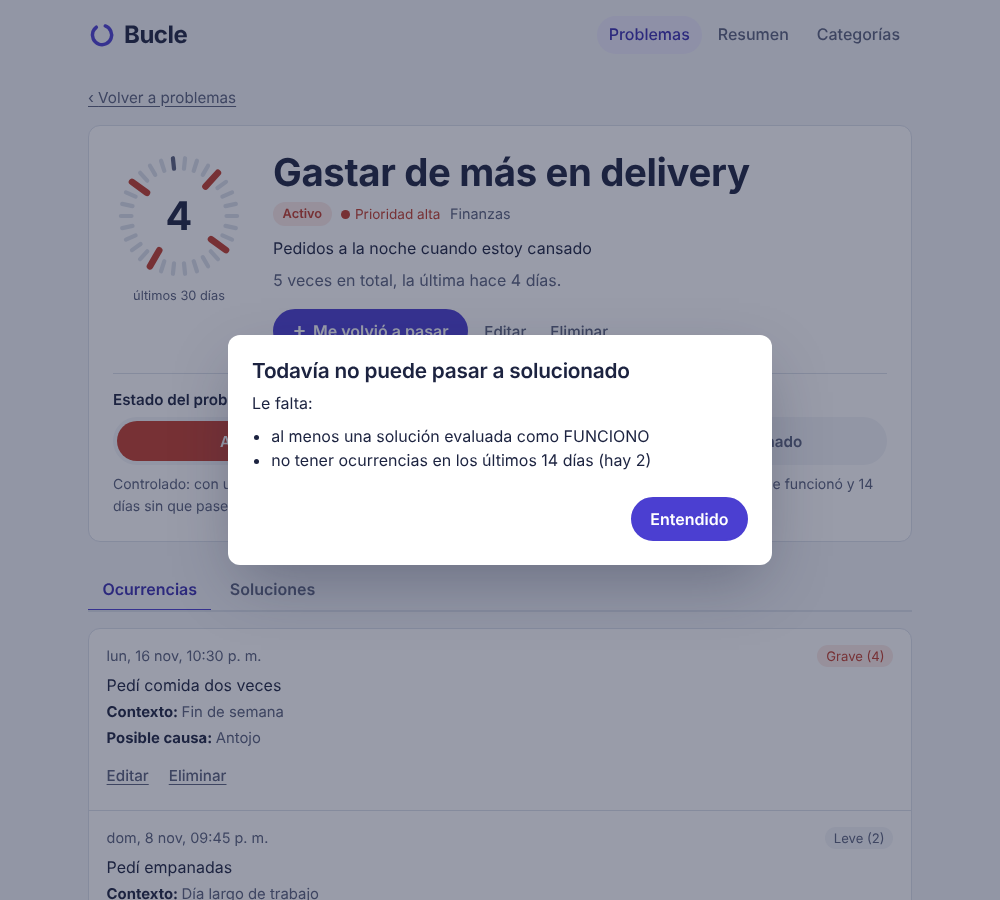 Bucle
Problemas Resumen Categorías
‹ Volver a problemas
4
últimos 30 días
Gastar de más en delivery
Activo Prioridad alta Finanzas
Pedidos a la noche cuando estoy cansado
5 veces en total, la última hace 4 días.
+ Me volvió a pasar Editar Eliminar
Todavía no puede pasar a solucionado
Le falta:
• al menos una solución evaluada como FUNCIONO
• no tener ocurrencias en los últimos 14 días (hay 2)
Entendido
Estado del
Controlado: con
funcionó y 14
días sin que
Ocurrencias Soluciones
lun, 16 nov, 10:30 p. m. Grave (4)
Pedí comida dos veces
Contexto: Fin de semana
Posible causa: Antojo
Editar Eliminar
dom, 8 nov, 09:45 p. m. Leve (2)
Pedí empanadas
Contexto: Día largo de trabajo